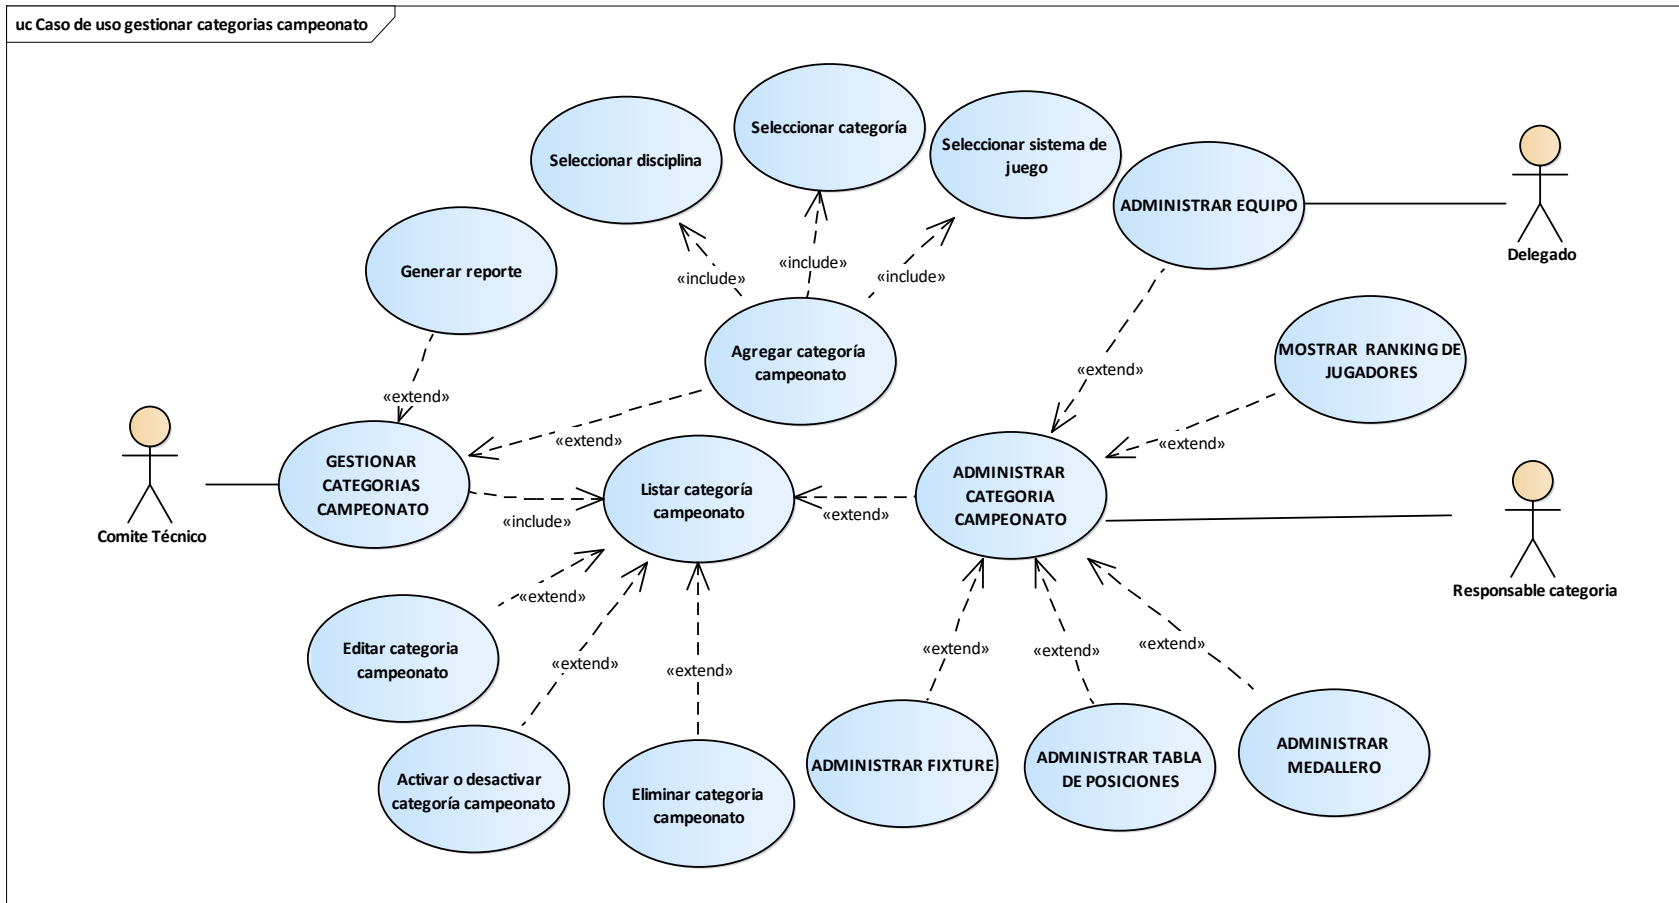 uc Caso de uso gestionar categorias campeonato
Seleccionar categoría
Seleccionar disciplina
Seleccionar sistema de
juego
ADMINISTRAR EQUIPO
Delegado
«include»
«include»
«include»
Generar reporte
Agregar categoría
campeonato
MOSTRAR  RANKING DE
JUGADORES
«extend»
«extend»
«extend»
«extend»
GESTIONAR
CATEGORIAS
CAMPEONATO
Comite Técnico
«include»
Listar categoría
campeonato
«extend»
ADMINISTRAR
CATEGORIA
CAMPEONATO
Responsable categoria
«extend»
«extend»
«extend»
«extend»
«extend»
«extend»
Editar categoria
campeonato
Activar o desactivar
categoría campeonato
Eliminar categoria
campeonato
ADMINISTRAR FIXTURE
ADMINISTRAR TABLA
DE POSICIONES
ADMINISTRAR
MEDALLERO